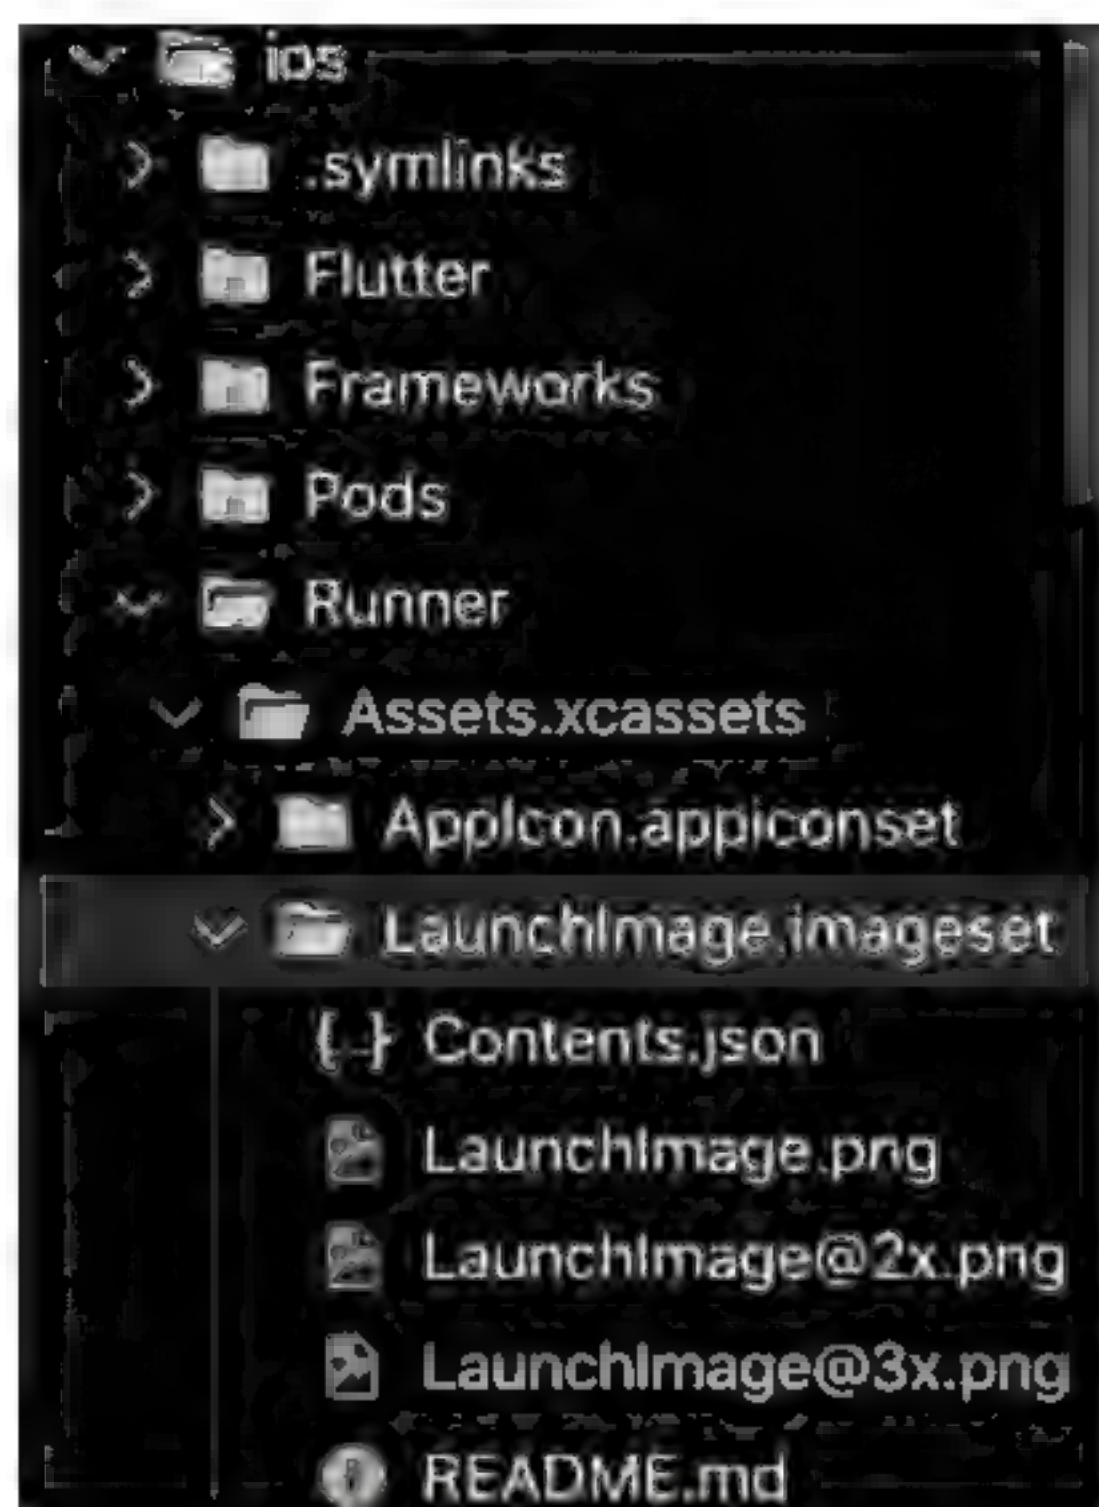 ios
.symlinks
Flutter
Frameworks
Pods
Runner
Assets.xcassets
AppIcon.appiconset
LaunchImage.imageset
{..} Contents.json
LaunchImage.png
LaunchImage@2x.png
LaunchImage@3x.png
README.md